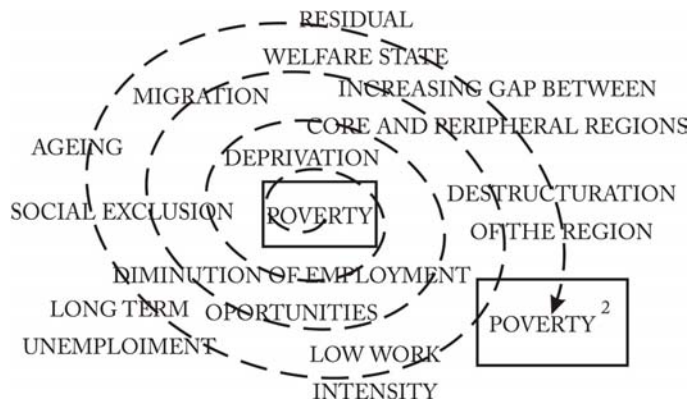 RESIDUAL
WELFARE STATE
INCREASING GAP BETWEEN
MIGRATION
CORE AND PERIPHERAL REGIONS
AGEING
DEPRIVATION
DESTRUCTURATION
SOCIAL EXCLUSION
POVERTY
OF THE REGION
DIMINUTION OF EMPLOYMENT
LONG TERM
OPORTUNITIES
POVERTY 2
UNEMPLOIMENT
LOW WORK
INTENSITY